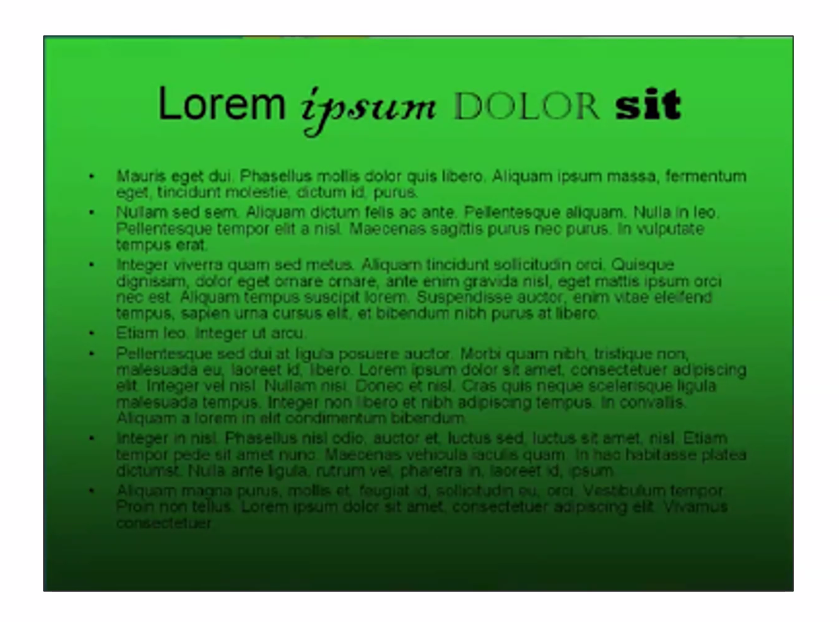 Lorem ipsum DOLOR sit
• Mauris eget dui. Phasellus mollis dolor quis libero. Aliquam ipsum massa, fermentum
eget, tincidunt molestie, dictum id, purus.
• Nullam sed sem. Aliquam dictum felis ac ante. Pellentesque aliquam. Nulla in leo.
Pellentesque tempor elit a nisl. Maecenas sagittis purus nec purus. In vulputate
tempus erat.
• Integer viverra quam sed metus. Aliquam tincidunt sollicitudin orci. Quisque
dignissim, dolor eget ornare ornare, ante enim gravida nisl, eget mattis ipsum orci
nec est. Aliquam tempus suscipit lorem. Suspendisse auctor, enim vitae eleifend
tempus, sapien urna cursus elit, et bibendum nibh purus at libero.
• Etiam leo. Integer ut arcu.
• Pellentesque sed dui at ligula posuere auctor. Morbi quam nibh, tristique non,
malesuada eu, laoreet id, libero. Lorem ipsum dolor sit amet, consectetuer adipiscing
elit. Integer vel nisl. Nullam nisi. Donec et nisl. Cras quis neque scelerisque ligula
malesuada tempus. Integer non libero et nibh adipiscing tempus. In convallis.
Aliquam a lorem in elit condimentum bibendum.
• Integer in nisl. Phasellus nisl odio, auctor et, luctus sed, luctus sit amet, nisl. Etiam
tempor pede sit amet nunc. Maecenas vehicula iaculis quam. In hac habitasse platea
dictumst. Nulla ante ligula, rutrum vel, pharetra in, laoreet id, ipsum.
• Aliquam magna purus, mollis et, feugiat id, sollicitudin eu, orci. Vestibulum tempor.
Proin non tellus. Lorem ipsum dolor sit amet, consectetuer adipiscing elit. Vivamus
consectetuer.